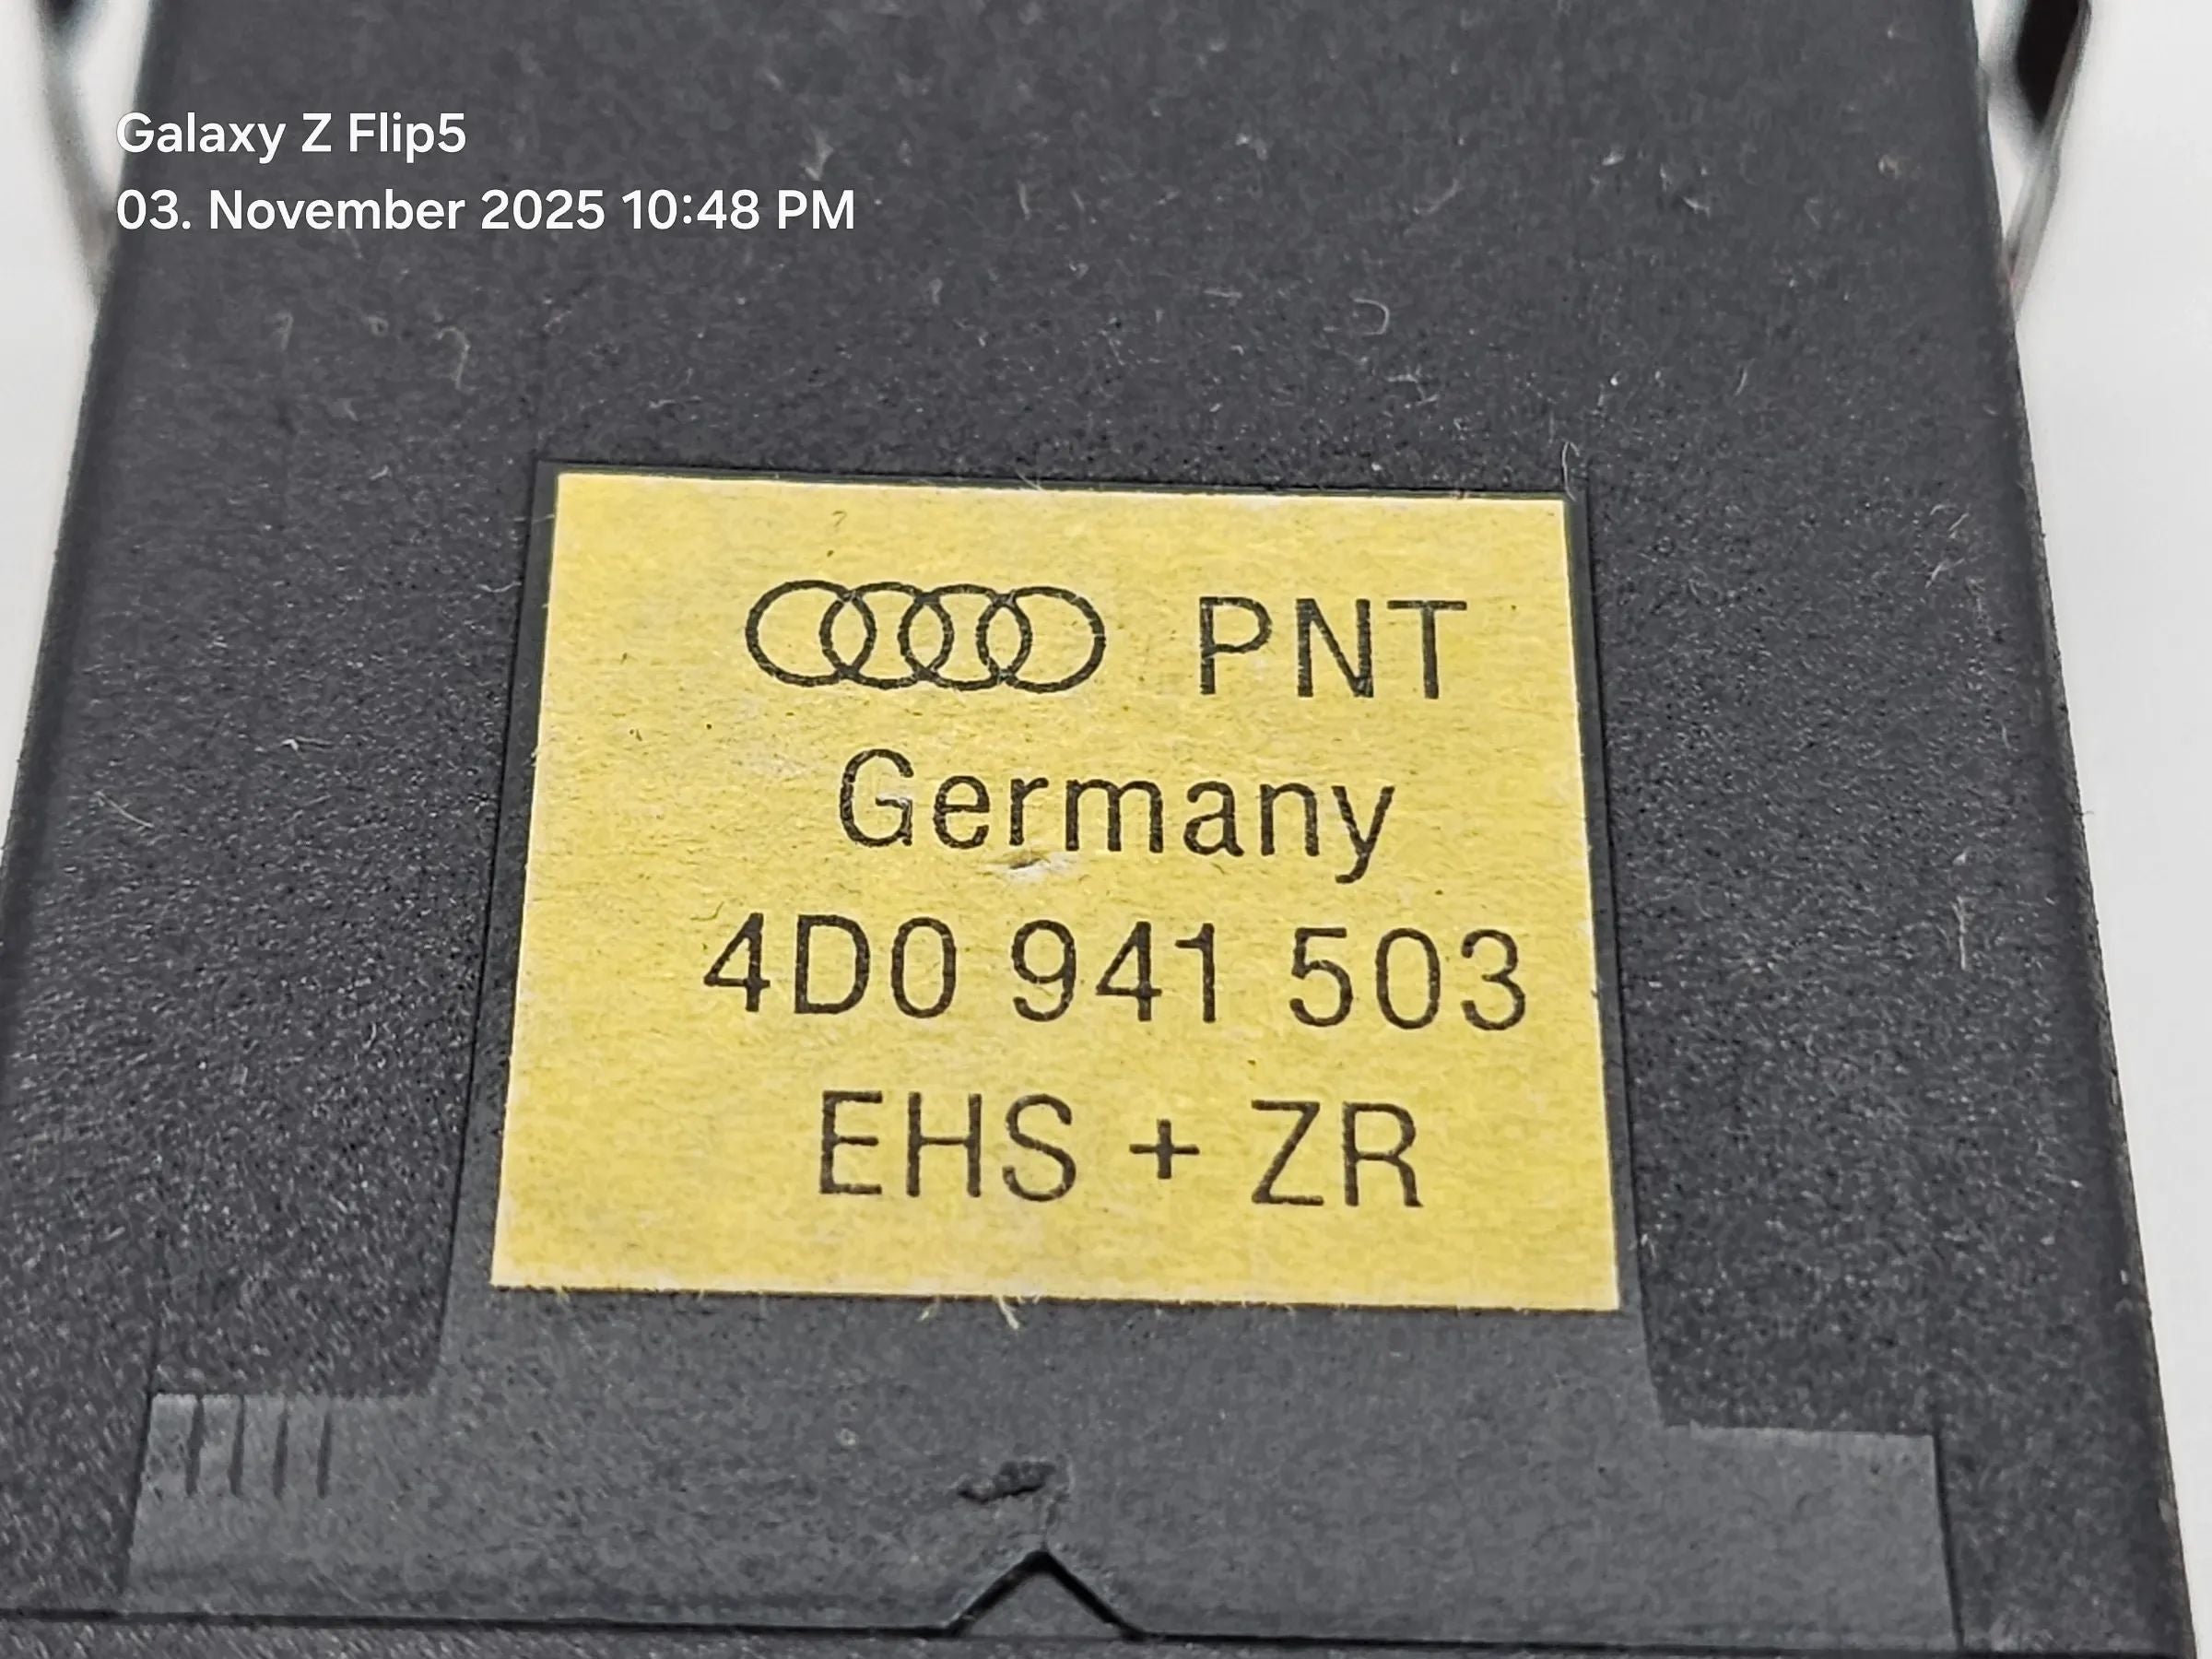 Galaxy Z Flip5
03. November 2025 10:48 PM
PNT
Germany
4D0 941 503
EHS + ZR